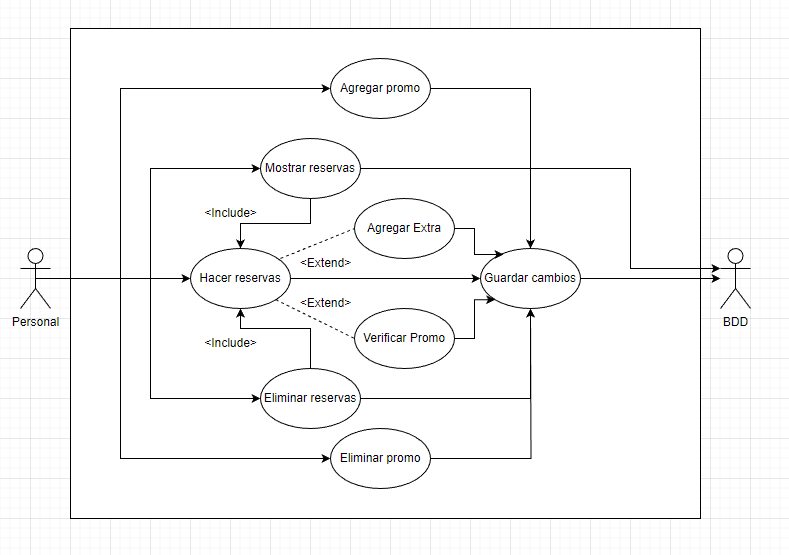 Agregar promo
Mostrar reservas
<Include>
Agregar Extra
<Extend>
Hacer reservas
Guardar cambios
<Extend>
Personal
BDD
Verificar Promo
<Include>
Eliminar reservas
Eliminar promo